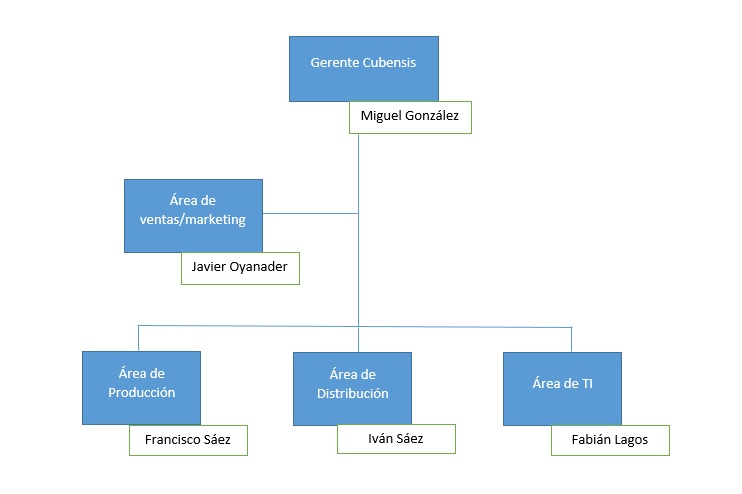 Gerente Cubensis
Miguel González
Área de
ventas/marketing
Javier Oyanader
Área de
Producción
Francisco Sáez
Área de
Distribución
Iván Sáez
Área de TI
Fabián Lagos